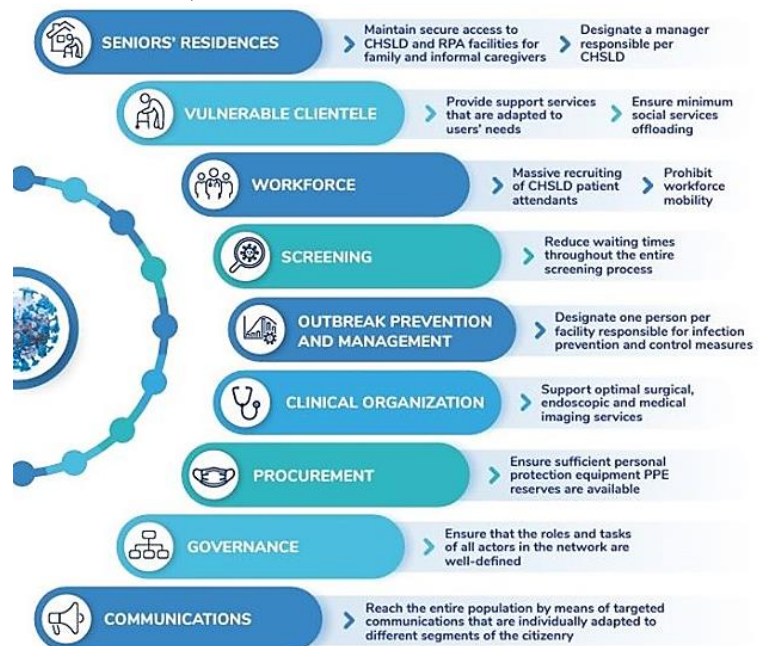 SENIORS' RESIDENCES
Maintain secure access to
CHSLD and RPA facilities for
family and informal caregivers
Designate a manager
responsible per
CHSLD
VULNERABLE CLIENTELE
Provide support services
that are adapted to
users' needs
Ensure minimum
social services
offloading
WORKFORCE
Massive recruiting
of CHSLD patient
attendants
Prohibit
workforce
mobility
SCREENING
Reduce waiting times
throughout the entire
screening process
OUTBREAK PREVENTION
AND MANAGEMENT
Designate one person per
facility responsible for infection
prevention and control measures
CLINICAL ORGANIZATION
Support optimal surgical,
endoscopic and medical
imaging services
PROCUREMENT
Ensure sufficient personal
protection equipment PPE
reserves are available
GOVERNANCE
Ensure that the roles and tasks
of all actors in the network are
well-defined
COMMUNICATIONS
Reach the entire population by means of targeted
communications that are individually adapted to
different segments of the citizenry